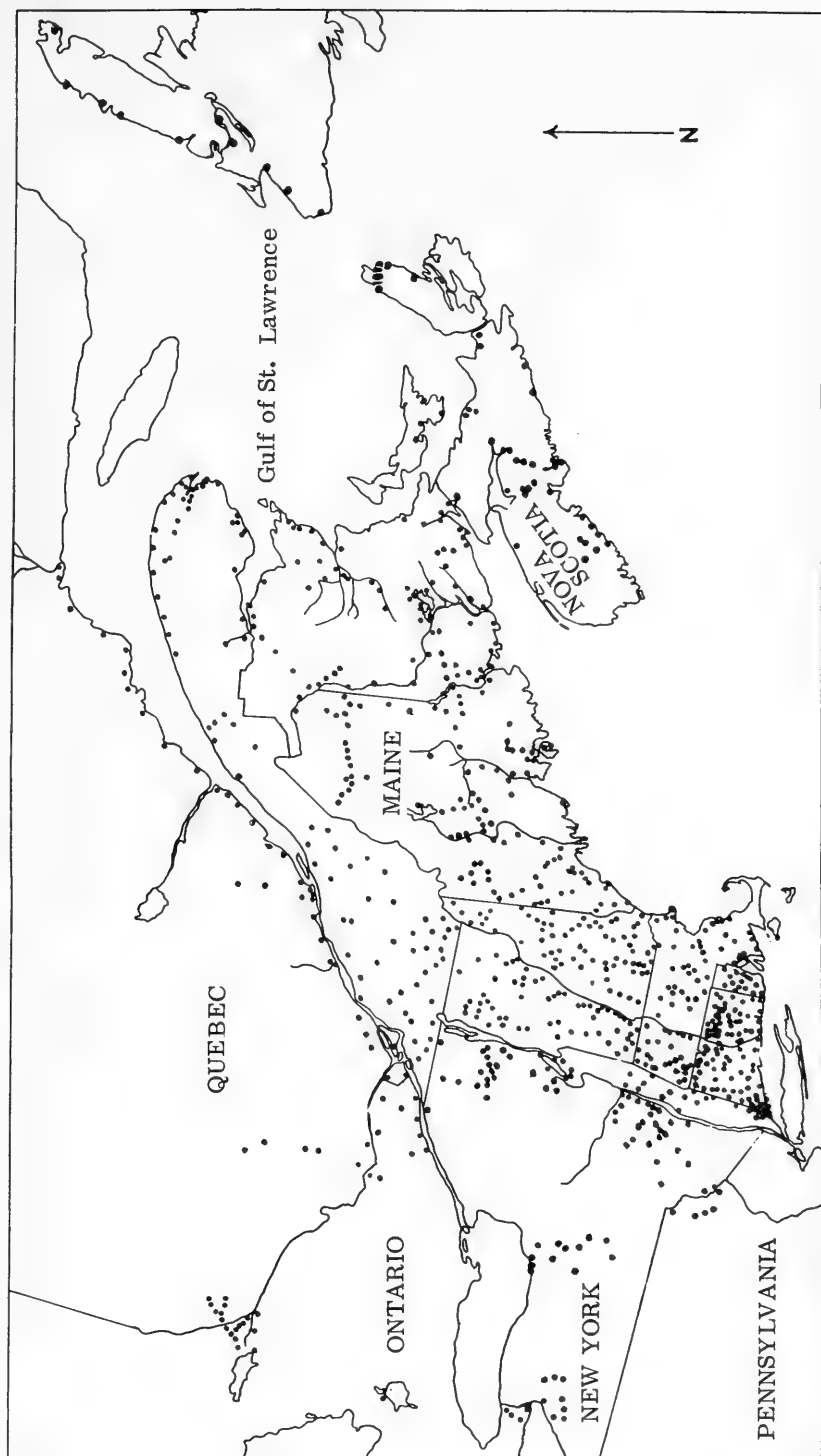 Gulf of St. Lawrence
QUEBEC
MAINE
NOVA
SCOTIA
ONTARIO
NEW YORK
PENNSYLVANIA
N